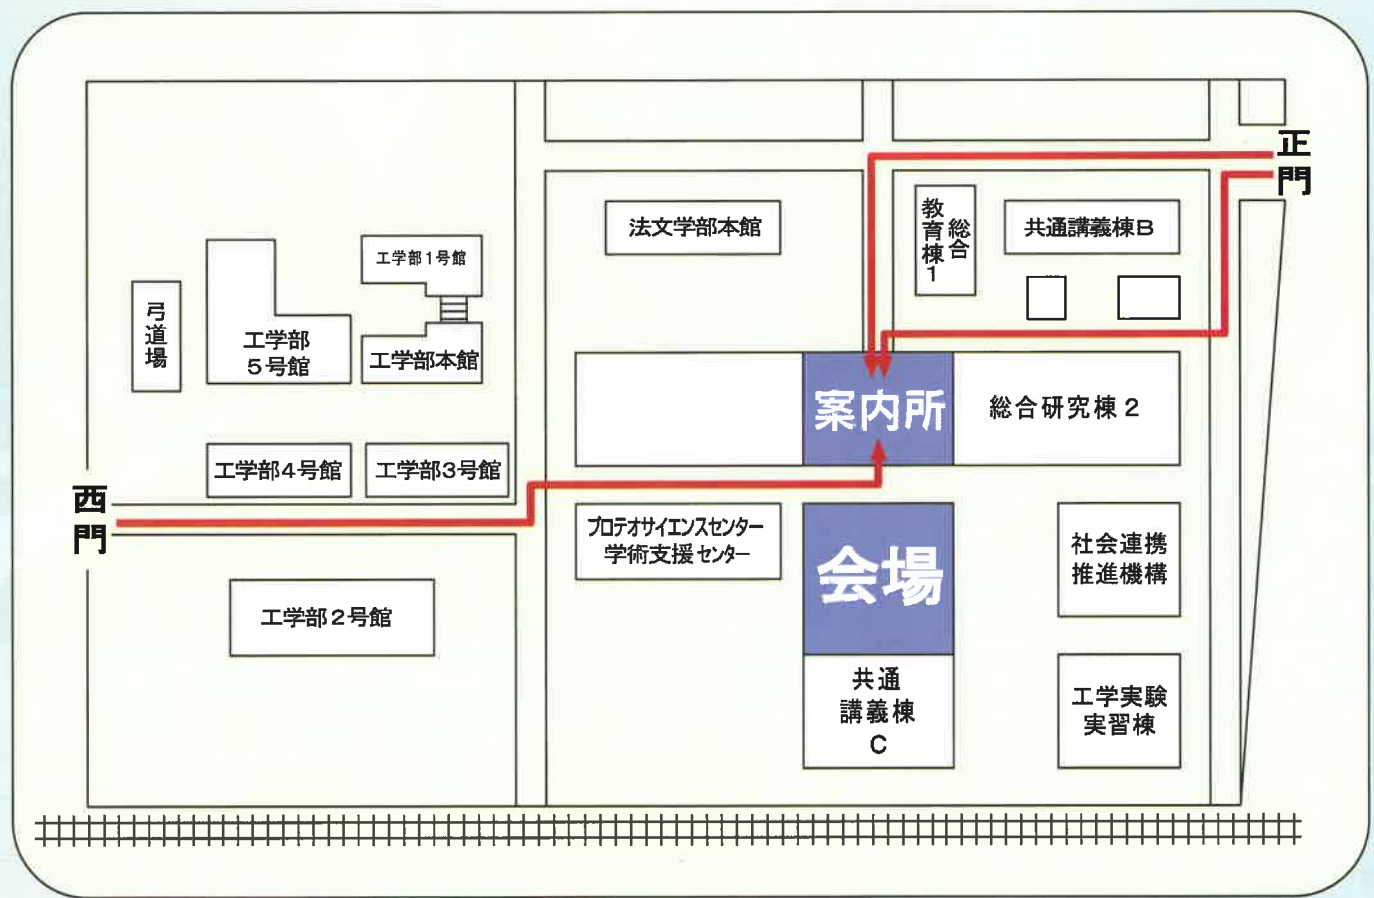 正
門
法文学部本館
総合
教育棟1
共通講義棟B
工学部1号館
弓道場
工学部
5号館
工学部本館
案内所
総合研究棟2
工学部4号館
工学部3号館
西
門
プロテオサイエンスセンター
学術支援センター
会場
社会連携
推進機構
工学部2号館
共通
講義棟
C
工学実験
実習棟